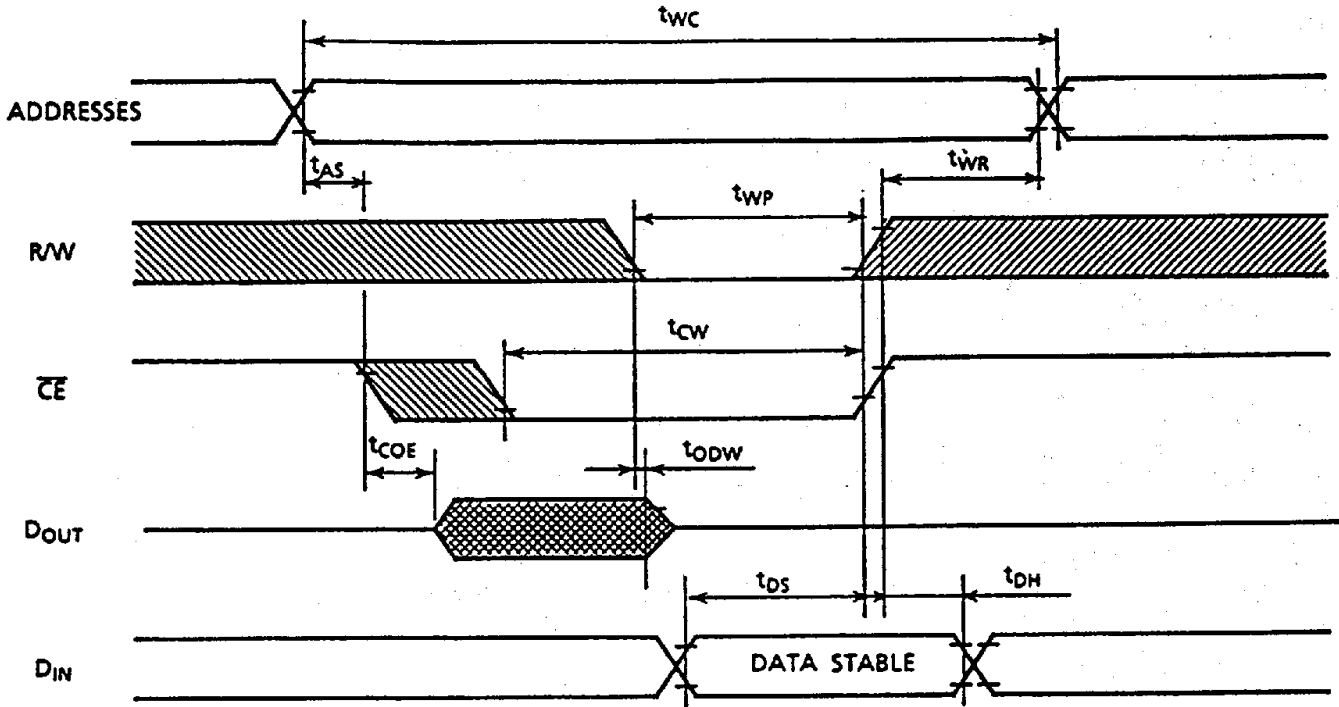 tWC
ADDRESSES
tAS
tWR
tWP
R/W
tCW
CE
tCOE
tODW
DOUT
tDS
tDH
DIN
DATA STABLE